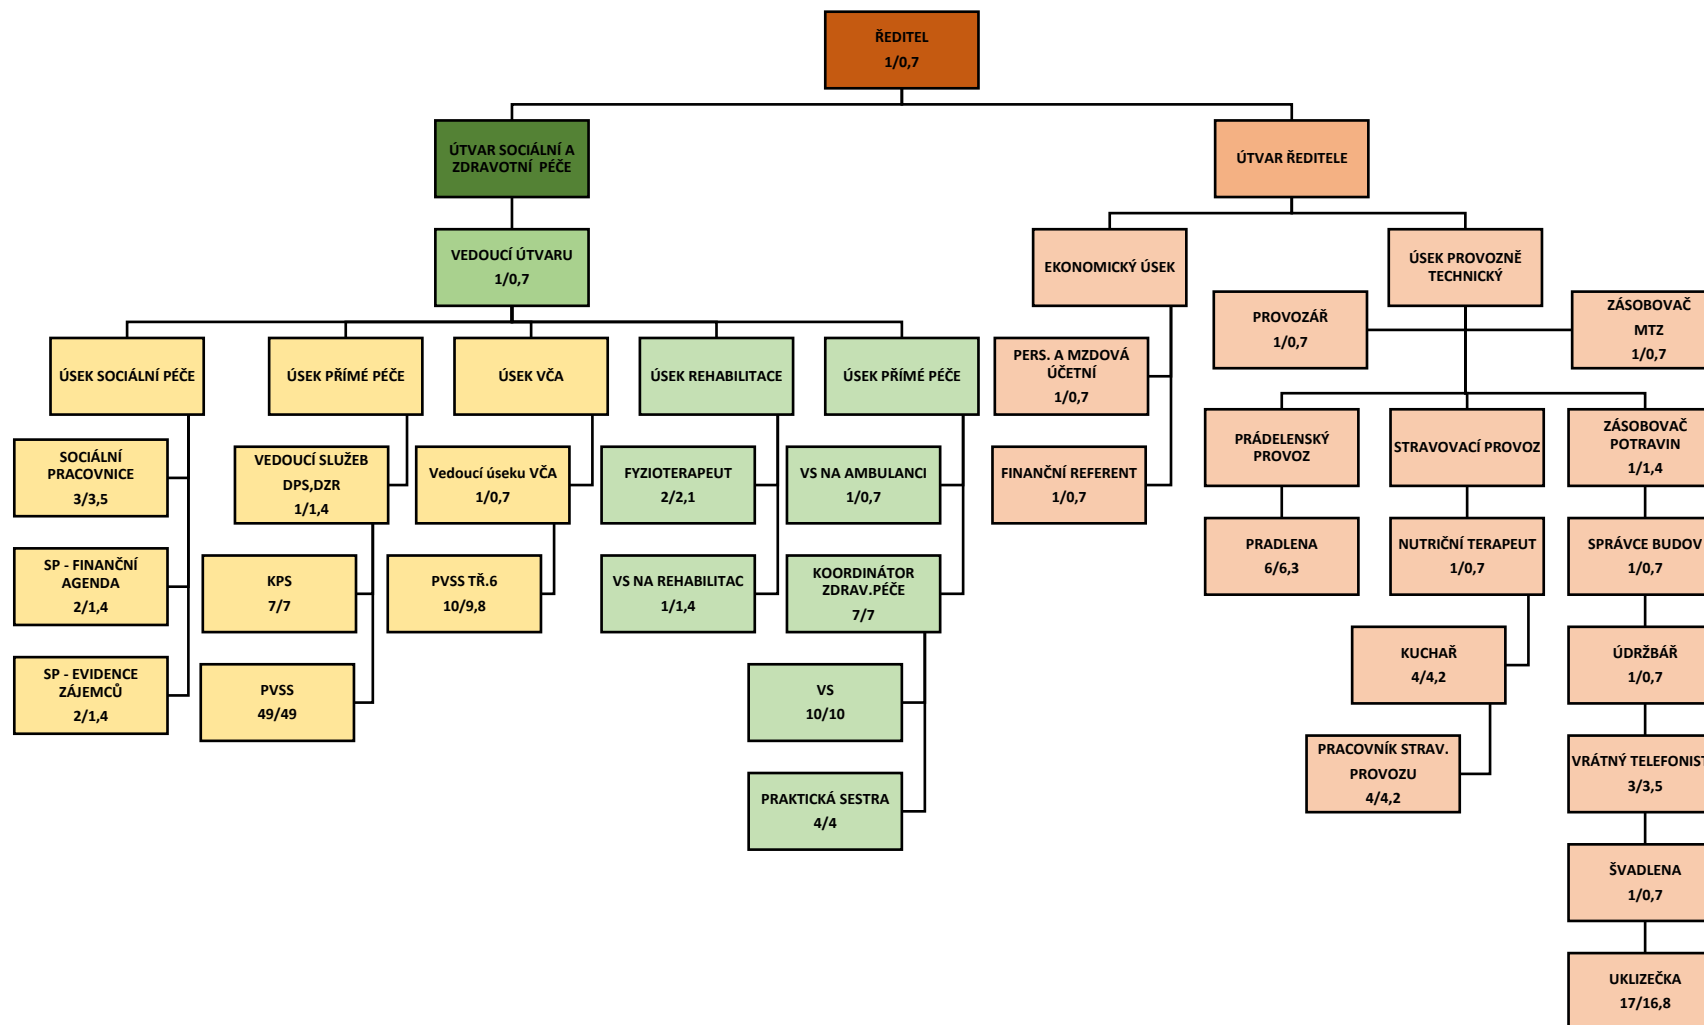 ŘEDITEL
1/0,7
ÚTVAR SOCIÁLNÍ A
ZDRAVOTNÍ PÉČE
ÚTVAR ŘEDITELE
VEDOUCÍ ÚTVARU
1/0,7
EKONOMICKÝ ÚSEK
ÚSEK PROVOZNĚ
TECHNICKÝ
PROVOZÁŘ
1/0,7
ZÁSOBOVAČ
MTZ
1/0,7
ÚSEK SOCIÁLNÍ PÉČE
ÚSEK PŘÍMÉ PÉČE
ÚSEK VČA
ÚSEK REHABILITACE
ÚSEK PŘÍMÉ PÉČE
PERS. A MZDOVÁ
ÚČETNÍ
1/0,7
PRÁDELENSKÝ
PROVOZ
STRAVOVACÍ PROVOZ
ZÁSOBOVAČ
POTRAVIN
1/1,4
SOCIÁLNÍ
PRACOVNICE
3/3,5
VEDOUCÍ SLUŽEB
DPS,DZR
1/1,4
Vedoucí úseku VČA
1/0,7
FYZIOTERAPEUT
2/2,1
VS NA AMBULANCI
1/0,7
FINANČNÍ REFERENT
1/0,7
PRADLENA
6/6,3
NUTRIČNÍ TERAPEUT
1/0,7
SPRÁVCE BUDOV
1/0,7
SP - FINANČNÍ
AGENDA
2/1,4
KPS
7/7
PVSS TŘ.6
10/9,8
VS NA REHABILITAC
1/1,4
KOORDINÁTOR
ZDRAV.PÉČE
7/7
KUCHAŘ
4/4,2
ÚDRŽBÁŘ
1/0,7
SP - EVIDENCE
ZÁJEMCŮ
2/1,4
PVSS
49/49
VS
10/10
PRACOVNÍK STRAV.
PROVOZU
4/4,2
VRÁTNÝ TELEFONIST
3/3,5
PRAKTICKÁ SESTRA
4/4
ŠVADLENA
1/0,7
UKLIZEČKA
17/16,8